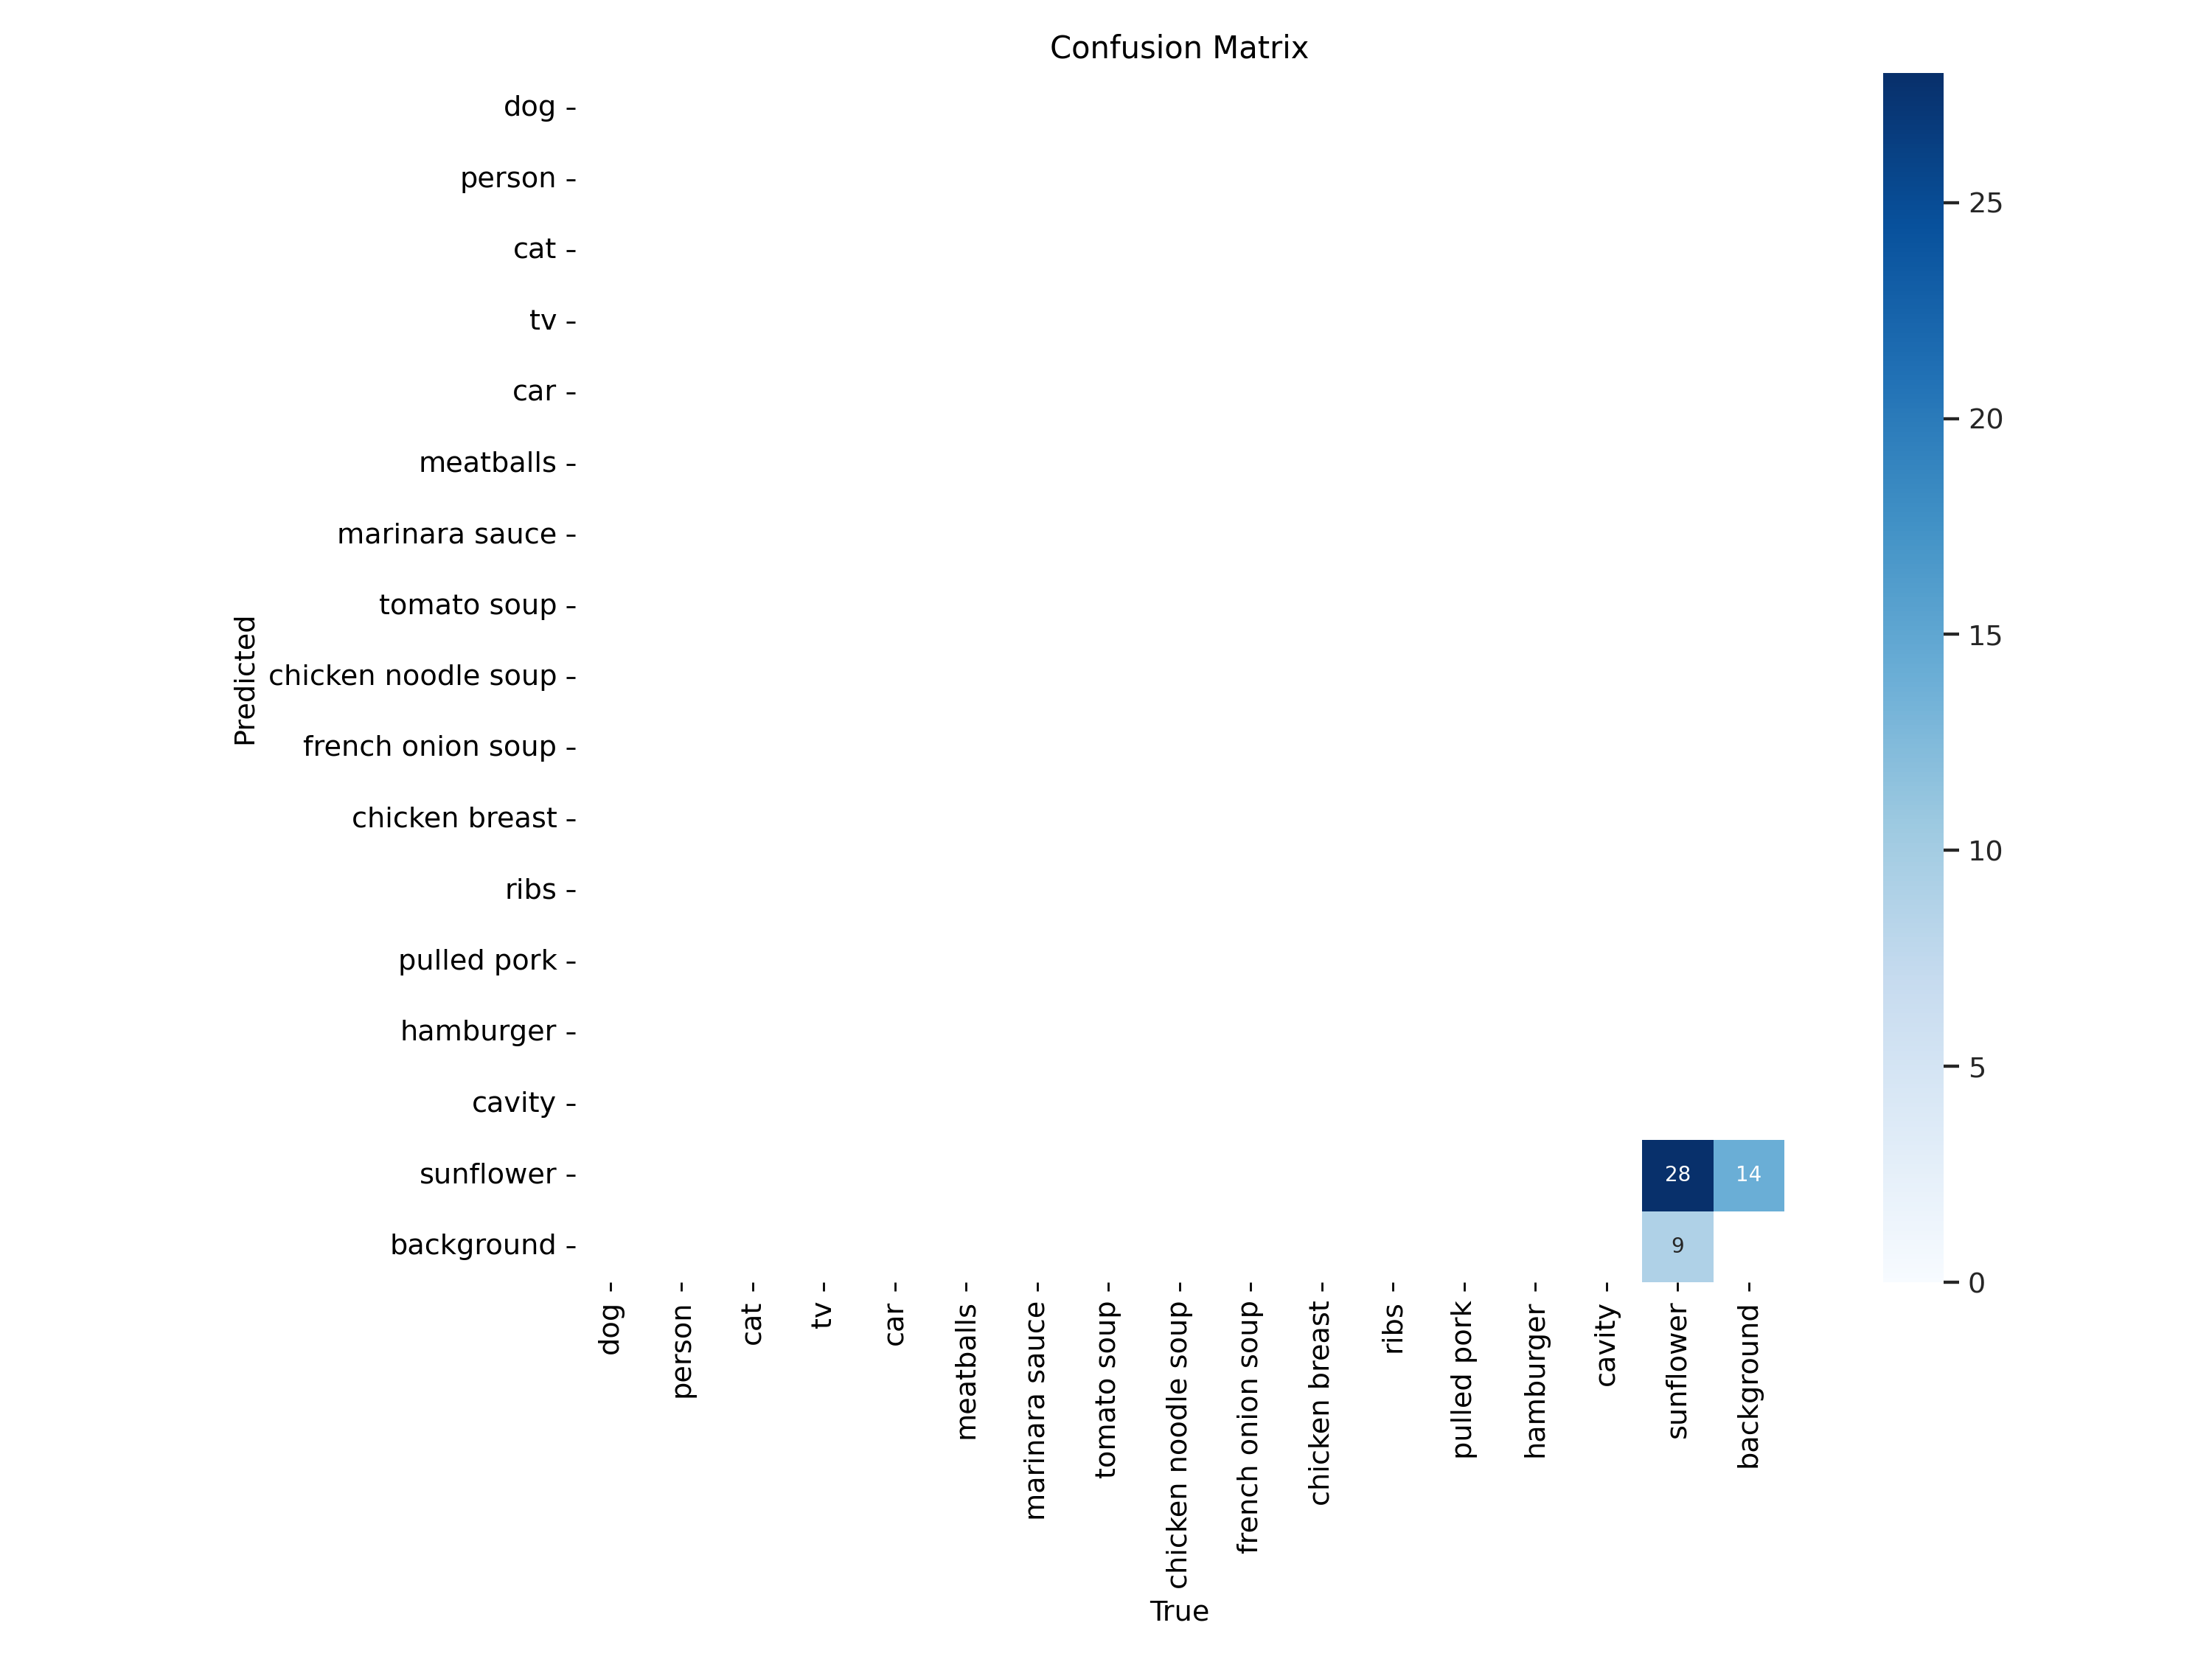 Confusion Matrix
dog
person
cat
tv
car
meatballs
marinara sauce
tomato soup
chicken noodle soup
french onion soup
chicken breast
ribs
pulled pork
hamburger
cavity
sunflower
background
Predicted
28 14
9
dog
person
cat
tv
car
meatballs
marinara sauce
tomato soup
chicken noodle soup
french onion soup
chicken breast
ribs
pulled pork
hamburger
cavity
sunflower
background
True
25
20
15
10
5
0